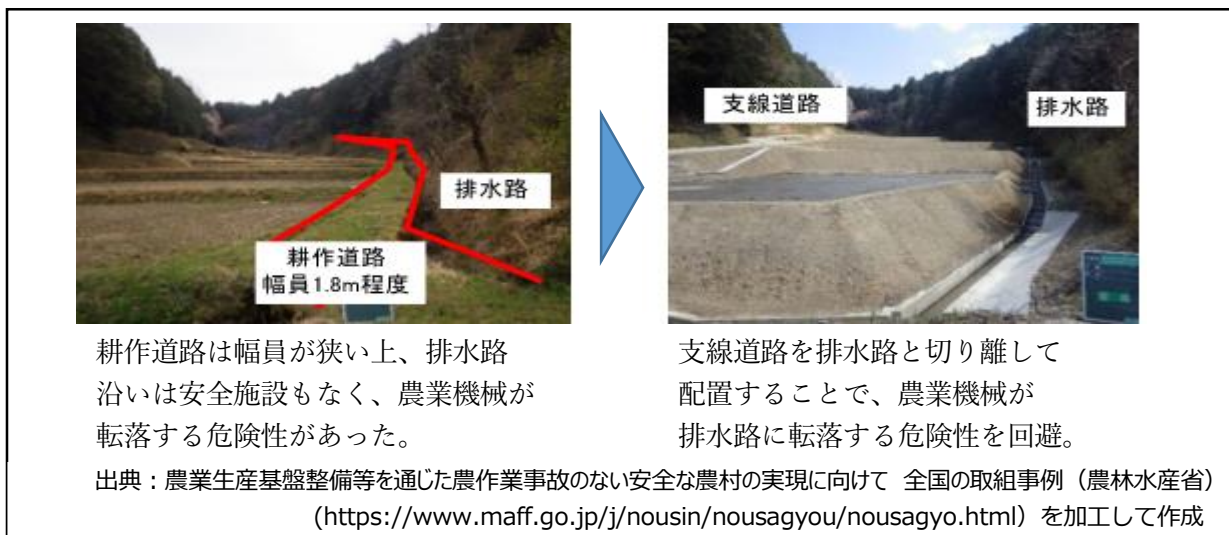 排水路
耕作道路
幅員1.8m程度
支線道路
排水路
耕作道路は幅員が狭い上、排水路
沿いは安全施設もなく、農業機械が
転落する危険性があった。
支線道路を排水路と切り離して
配置することで、農業機械が
排水路に転落する危険性を回避。
出典：農業生産基盤整備等を通じた農作業事故のない安全な農村の実現に向けて 全国の取組事例（農林水産省）
(https://www.maff.go.jp/j/nousin/nousagyou/nousagyo.html）を加工して作成